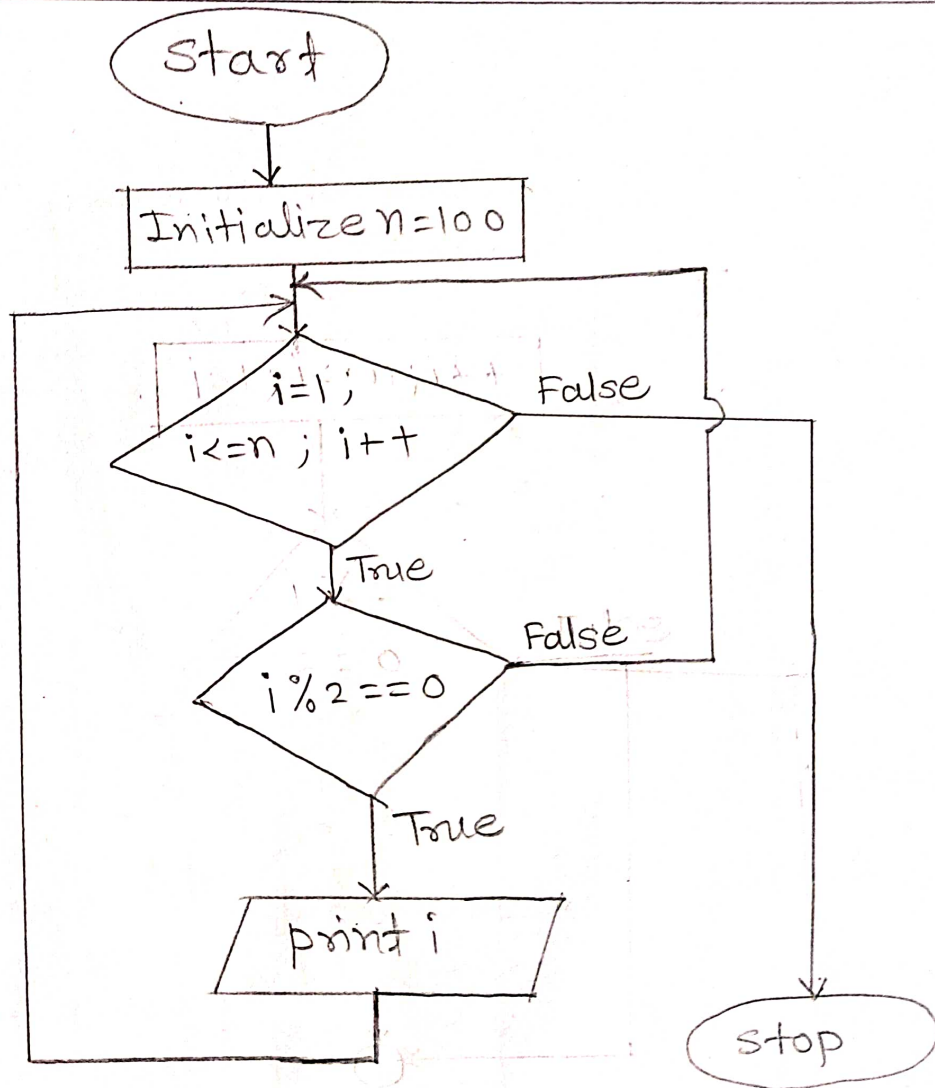 Start
Initialize n=100
i=1;
i<=n; i++
False
True
i%2==0
False
True
print i
stop